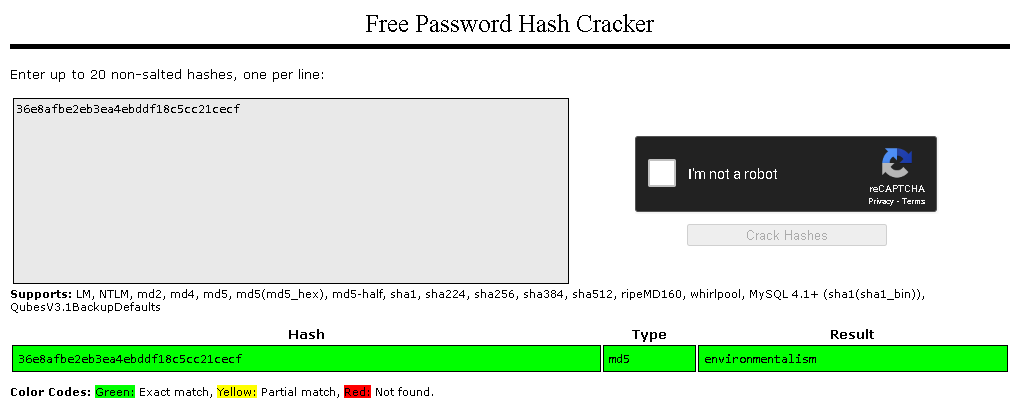 Free Password Hash Cracker
Enter up to 20 non-salted hashes, one per line:
36e8afbe2eb3ea4ebddf18c5cc21cecf
I'm not a robot
reCAPTCHA
Privacy - Terms
Crack Hashes
Supports: LM, NTLM, md2, md4, md5, md5(md5_hex), md5-half, sha1, sha224, sha256, sha384, sha512, ripeMD160, whirlpool, MySQL 4.1+ (sha1(sha1_bin)),
QubesV3.1BackupDefaults
Hash Type Result
36e8afbe2eb3ea4ebddf18c5cc21cecf md5 environmentalism
Color Codes: Green: Exact match, Yellow: Partial match, Red: Not found.